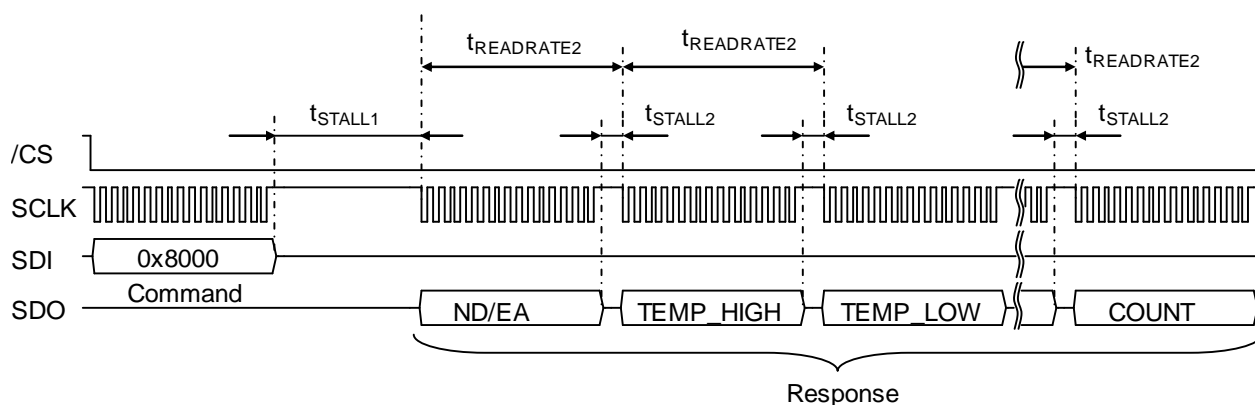 tREADRATE2 tREADRATE2
tREADRATE2
tSTALL1 tSTALL2 tSTALL2 tSTALL2
/CS
SCLK
SDI 0x8000
Command
SDO ND/EA TEMP_HIGH TEMP_LOW COUNT
Response